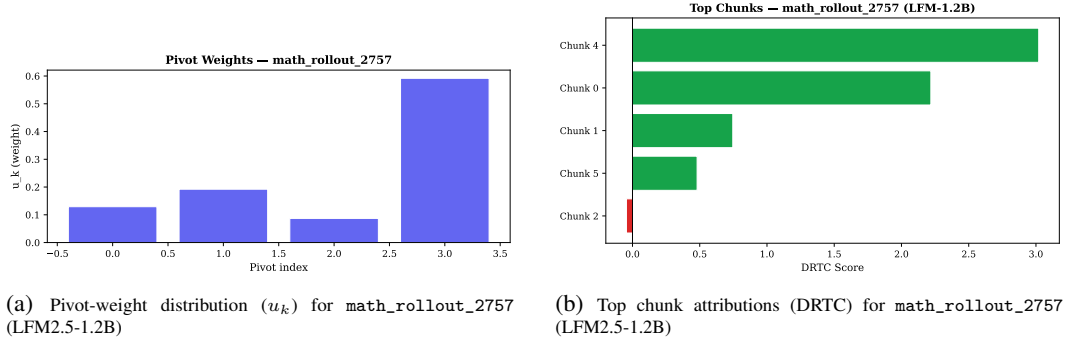 Pivot Weights — math_rollout_2757
0.6
0.5
0.4
0.3
0.2
0.1
0.0
u_k (weight)
−0.5 0.0 0.5 1.0 1.5 2.0 2.5 3.0 3.5
Pivot index
(a) Pivot-weight distribution (u_k) for math_rollout_2757
(LFM2.5-1.2B)
Top Chunks — math_rollout_2757 (LFM-1.2B)
Chunk 4
Chunk 0
Chunk 1
Chunk 5
Chunk 2
0.0 0.5 1.0 1.5 2.0 2.5 3.0
DRTC Score
(b) Top chunk attributions (DRTC) for math_rollout_2757
(LFM2.5-1.2B)